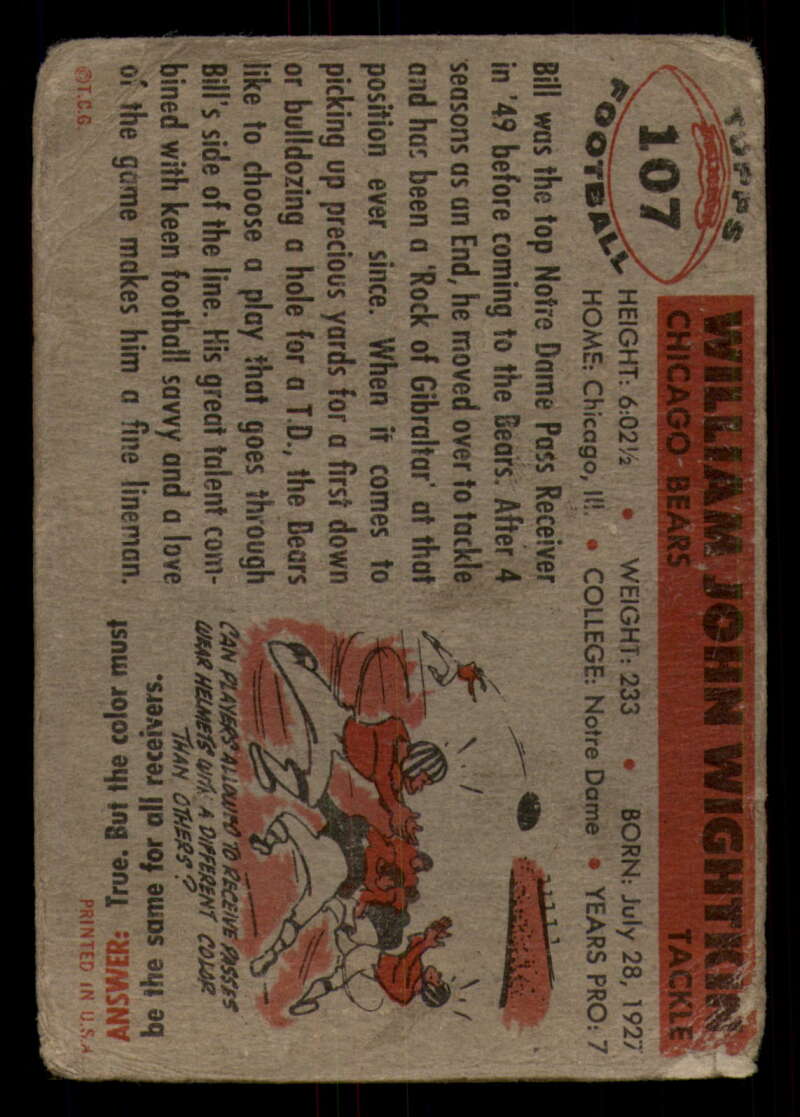 TOPPS
107
FOOTBALL
WILLIAM JOHN WIGHTKIN
CHICAGO BEARS TACKLE
HEIGHT: 6:02½ • WEIGHT: 233 • BORN: July 28, 1927
HOME: Chicago, Ill. • COLLEGE: Notre Dame • YEARS PRO: 7
Bill was the top Notre Dame Pass Receiver
in '49 before coming to the Bears. After 4
seasons as an End, he moved over to tackle
and has been a 'Rock of Gibraltar' at that
position ever since. When it comes to
picking up precious yards for a first down
or bulldozing a hole for a T.D., the Bears
like to choose a play that goes through
Bill's side of the line. His great talent com-
bined with keen football savvy and a love
of the game makes him a fine lineman.
©T.C.G.
CAN PLAYERS ALLOWED TO RECEIVE PASSES
WEAR HELMETS WITH A DIFFERENT COLOR
THAN OTHERS?
ANSWER: True. But the color must
be the same for all receivers.
PRINTED IN U.S.A